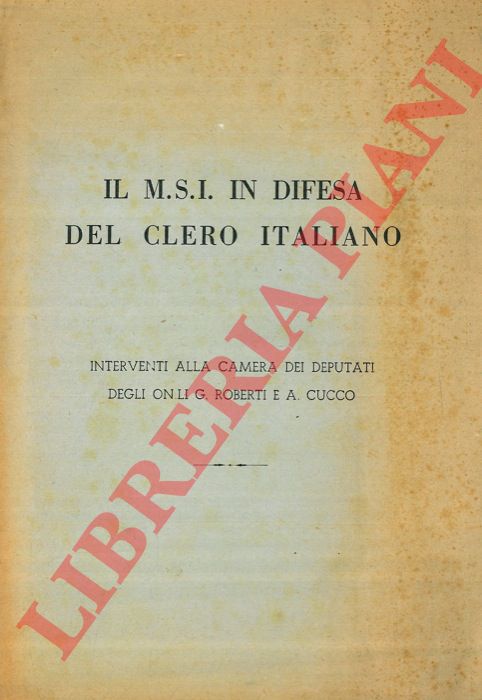 IL M.S.I. IN DIFESA
DEL CLERO ITALIANO
INTERVENTI ALLA CAMERA DEI DEPUTATI
DEGLI ON.LI G. ROBERTI E A. CUCCO
LIBRERIA PIANI